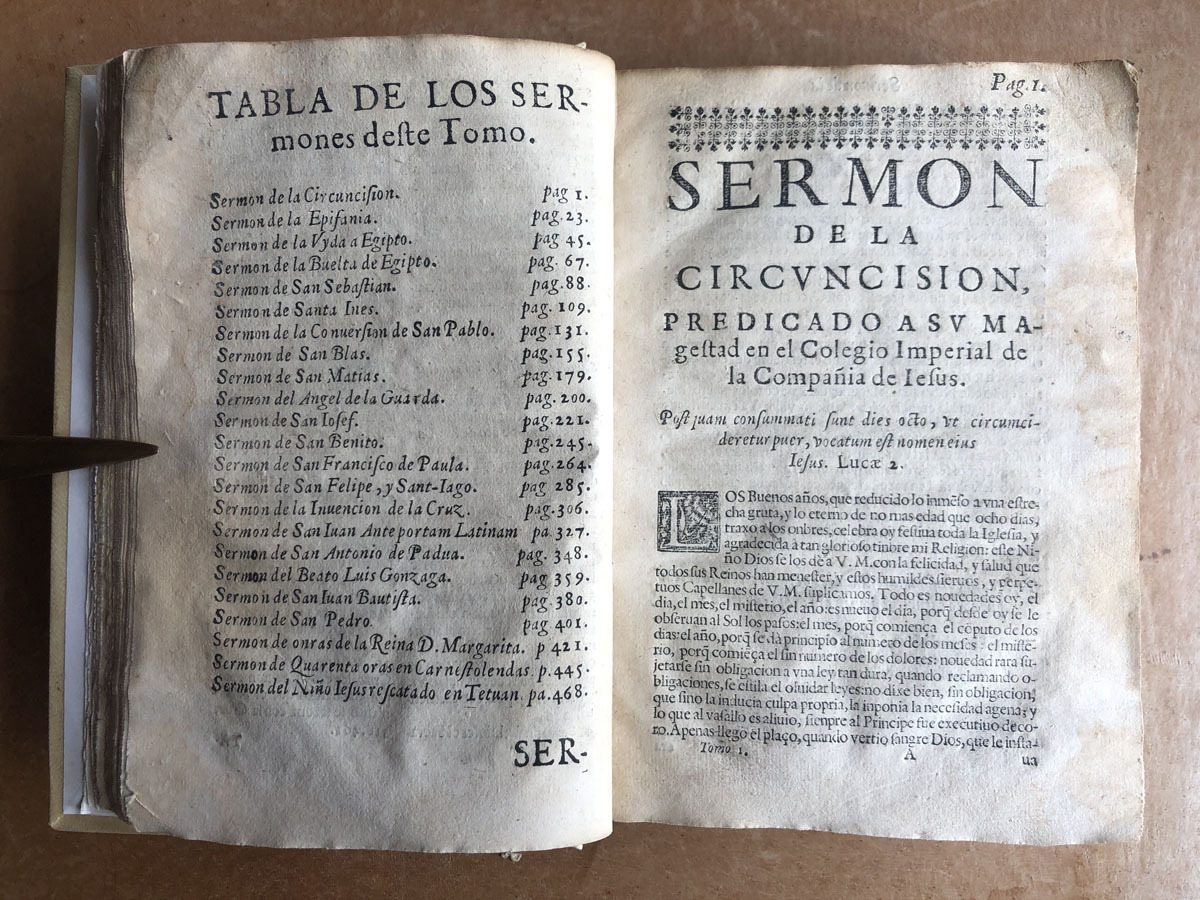 TABLA DE LOS SER-
mones deſte Tomo.
Sermon de la Circunciſion. pag 1.
Sermon de la Epifania. pag. 23.
Sermon de la Vyda a Egipto. pag 45.
Sermon de la Buelta de Egipto. pag. 67.
Sermon de San Sebaſtian. pag. 88.
Sermon de Santa Ines. pag. 109.
Sermon de la Conuerſion de San Pablo. pag. 131.
Sermon de San Blas. pag. 155.
Sermon de San Matias. pag. 179.
Sermon del Angel de la Guarda. pag. 200.
Sermon de San Ioſef. pag. 221.
Sermon de San Benito. pag. 245.
Sermon de San Franciſco de Paula. pag. 264.
Sermon de San Felipe, y Sant-Iago. pag 285.
Sermon de la Inuencion de la Cruz. pag. 306.
Sermon de San Iuan Anteportam Latinam pa. 327.
Sermon de San Antonio de Padua. pag. 348.
Sermon del Beato Luis Gonzaga. pag 359.
Sermon de San Iuan Bautiſta. pag. 380.
Sermon de San Pedro. pag 401.
Sermon de onras de la Reina D. Margarita. p 421.
Sermon de Quarenta oras en Carneſtolendas p. 445.
Sermon del Niño Ieſus reſcatado en Tetuan. pa. 468.
SER-
Pag. 1.
SERMON
DE LA
CIRCVNCISION,
PREDICADO A SV MA-
geſtad en el Colegio Imperial de
la Compañia de Ieſus.
Poſtquam conſummati ſunt dies octo, vt circumci-
deretur puer, vocatum eſt nomen eius
Ieſus. Lucæ 2.
LOS Buenos años, que reducido lo inmẽſo a vna eſtre-
cha gruta, y lo eterno de no mas edad que ocho dias,
traxo a los onbres, celebra oy feſtiua toda la Igleſia, y
agradecida à tan glorioſo tinbre mi Religion: eſte Ni-
ño Dios ſe los de a V. M. con la felicidad, y ſalud que
todos ſus Reinos han meneſter, y eſtos humildes ſieruos, y perpe-
tuos Capellanes de V. M. ſuplicamos. Todo es nouedades oy, el
dia, el mes, el miſterio, el año: es nueuo el dia, porq̃ deſde oy ſe le
obſeruan al Sol los paſos: el mes, porq̃ comiença el cõputo de los
dias: el año, porq̃ ſe dà principio al numero de los meſes: el miſte-
rio, porq̃ comiẽça el ſin numero de los dolores: nouedad rara ſu-
jetarſe ſin obligacion a vna ley tan dura, quando reclamando o-
bligaciones, ſe eſtila el oluidar leyes: no dixe bien, ſin obligacion,
que ſino la inducia culpa propria, la inponia la neceſidad agena; y
lo que al vaſallo es aliuio, ſienpre al Principe fue executiuo deco-
ro. Apenas llegò el plaço, quando vertio ſangre Dios, que le inſta-
Tomo 1. A ua